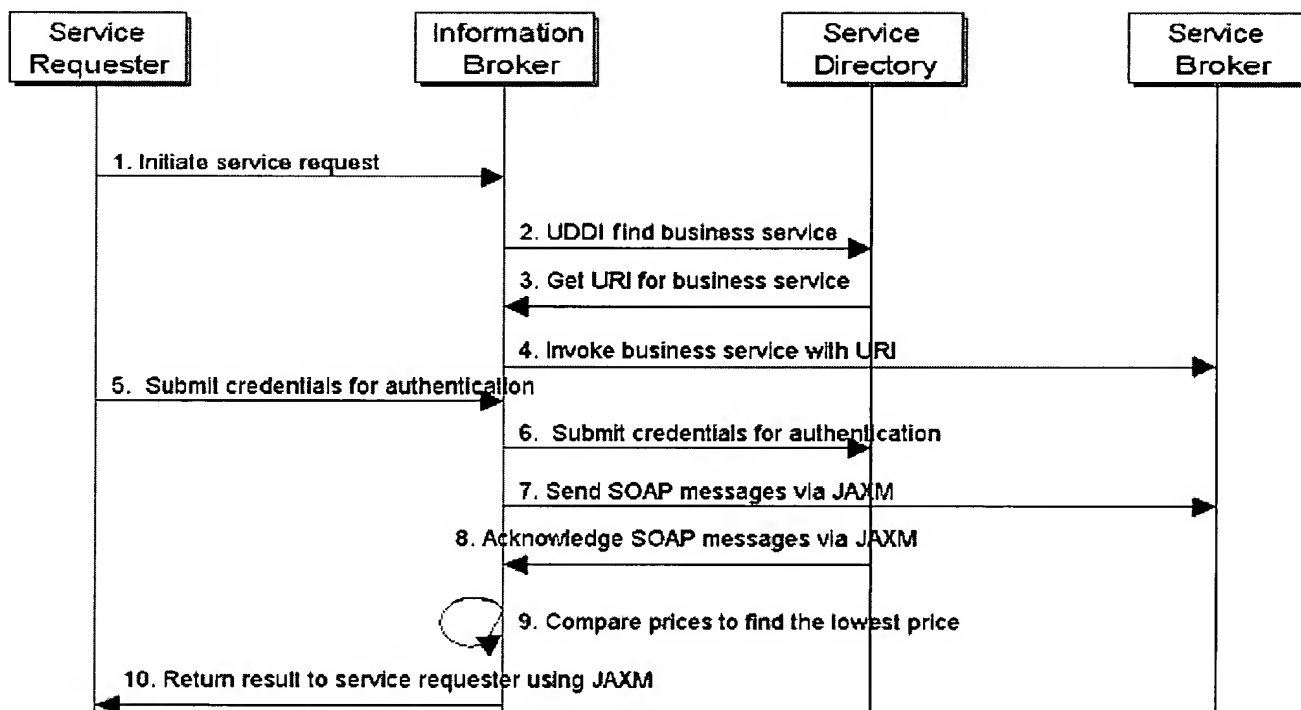 Service
Requester
Information
Broker
Service
Directory
Service
Broker
1. Initiate service request
2. UDDI find business service
3. Get URI for business service
4. Invoke business service with URI
5. Submit credentials for authentication
6. Submit credentials for authentication
7. Send SOAP messages via JAXM
8. Acknowledge SOAP messages via JAXM
9. Compare prices to find the lowest price
10. Return result to service requester using JAXM